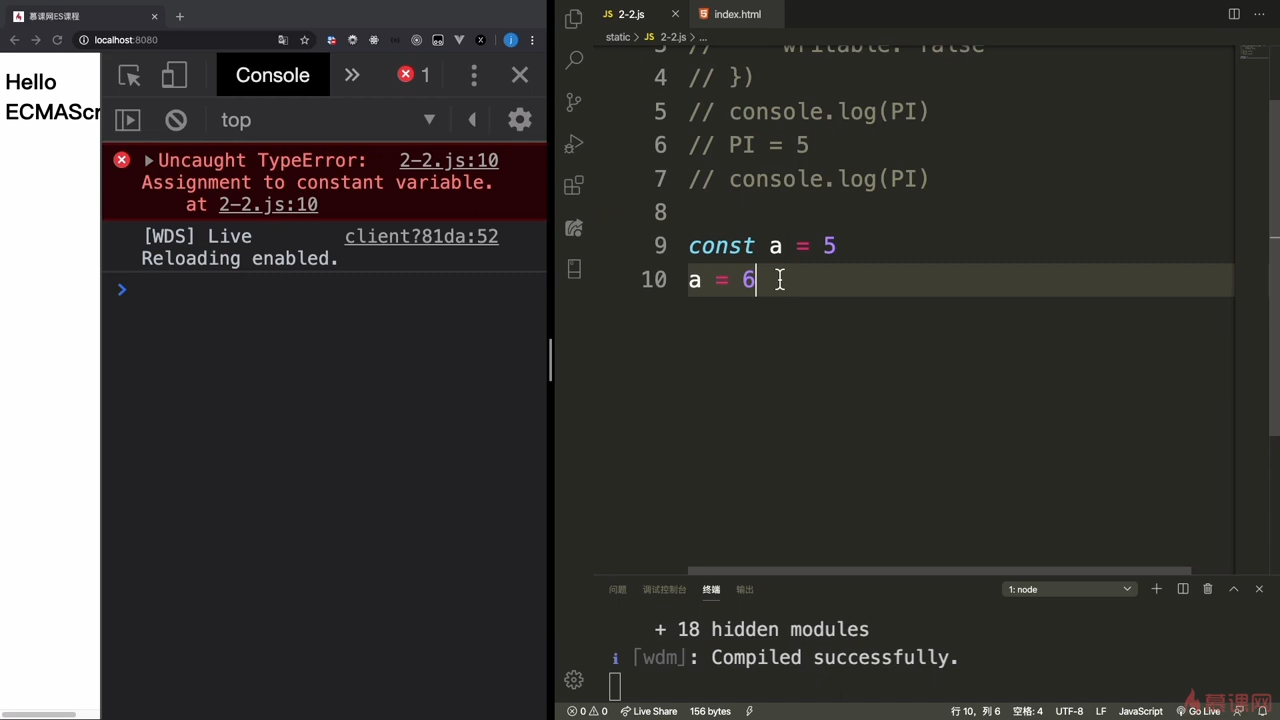 慕课网ES课程
localhost:8080
Hello
ECMAScr
Console
1
top
Uncaught TypeError: 2-2.js:10
Assignment to constant variable.
at 2-2.js:10
[WDS] Live client?81da:52
Reloading enabled.
2-2.js
index.html
static
2-2.js
...
3 // writable: false
4 // })
5 // console.log(PI)
6 // PI = 5
7 // console.log(PI)
8
9 const a = 5
10 a = 6
问题 调试控制台 终端 输出
1: node
+ 18 hidden modules
「wdm」: Compiled successfully.
0 0 Live Share 156 bytes 行 10, 列 6 空格: 4 UTF-8 LF JavaScript Go Live
慕课网